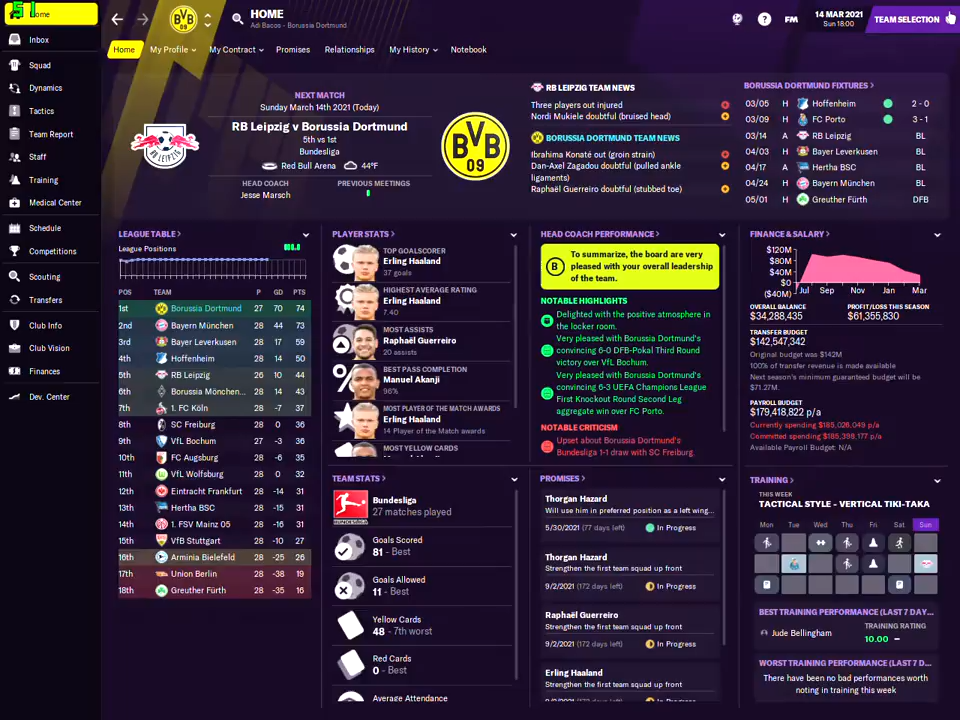 51
Home
Inbox
Squad
Dynamics
Tactics
Team Report
Staff
Training
Medical Center
Schedule
Competitions
Scouting
Transfers
Club Info
Club Vision
Finances
Dev. Center
BVB
09
HOME
Adi Bacos - Borussia Dortmund
?
FM
14 MAR 2021
Sun 18:00
TEAM SELECTION
Home
My Profile
My Contract
Promises
Relationships
My History
Notebook
NEXT MATCH
Sunday March 14th 2021 (Today)
RB Leipzig v Borussia Dortmund
5th vs 1st
Bundesliga
Red Bull Arena
44°F
HEAD COACH
Jesse Marsch
PREVIOUS MEETINGS
BVB
09
RB LEIPZIG TEAM NEWS
Three players out injured
Nordi Mukiele doubtful (bruised head)
BORUSSIA DORTMUND TEAM NEWS
Ibrahima Konaté out (groin strain)
Dan-Axel Zagadou doubtful (pulled ankle
ligaments)
Raphaël Guerreiro doubtful (stubbed toe)
BORUSSIA DORTMUND FIXTURES >
03/05 H Hoffenheim 2 - 0
03/09 H FC Porto 3 - 1
03/14 A RB Leipzig BL
04/03 H Bayer Leverkusen BL
04/17 A Hertha BSC BL
04/24 H Bayern München BL
05/01 H Greuther Fürth DFB
LEAGUE TABLE >
League Positions
POS TEAM P GD PTS
1st Borussia Dortmund 27 70 74
2nd Bayern München 28 44 73
3rd Bayer Leverkusen 28 17 59
4th Hoffenheim 28 14 50
5th RB Leipzig 26 10 44
6th Borussia Mönchen... 28 14 43
7th 1. FC Köln 28 -7 37
8th SC Freiburg 28 0 36
9th VfL Bochum 27 -3 36
10th FC Augsburg 28 -6 35
11th VfL Wolfsburg 28 0 32
12th Eintracht Frankfurt 28 -14 31
13th Hertha BSC 28 -15 31
14th 1. FSV Mainz 05 28 -16 31
15th VfB Stuttgart 28 -10 27
16th Arminia Bielefeld 28 -25 26
17th Union Berlin 28 -38 19
18th Greuther Fürth 28 -35 16
PLAYER STATS >
TOP GOALSCORER
Erling Haaland
37 goals
HIGHEST AVERAGE RATING
Erling Haaland
7.40
MOST ASSISTS
Raphaël Guerreiro
20 assists
BEST PASS COMPLETION
Manuel Akanji
96%
MOST PLAYER OF THE MATCH AWARDS
Erling Haaland
14 Player of the Match awards
MOST YELLOW CARDS
TEAM STATS >
BUNDESLIGA
Bundesliga
27 matches played
Goals Scored
81 - Best
Goals Allowed
11 - Best
Yellow Cards
48 - 7th worst
Red Cards
0 - Best
Average Attendance
HEAD COACH PERFORMANCE >
B
To summarize, the board are very
pleased with your overall leadership
of the team.
NOTABLE HIGHLIGHTS
Delighted with the positive atmosphere in
the locker room.
Very pleased with Borussia Dortmund's
convincing 6-0 DFB-Pokal Third Round
victory over VfL Bochum.
Very pleased with Borussia Dortmund's
convincing 6-3 UEFA Champions League
First Knockout Round Second Leg
aggregate win over FC Porto.
NOTABLE CRITICISM
Upset about Borussia Dortmund's
Bundesliga 1-1 draw with SC Freiburg.
PROMISES >
Thorgan Hazard
Will use him in preferred position as a left wing...
5/30/2021 (77 days left) In Progress
Thorgan Hazard
Strengthen the first team squad up front
9/2/2021 (172 days left) In Progress
Raphaël Guerreiro
Strengthen the first team squad up front
9/2/2021 (172 days left) In Progress
Erling Haaland
Strengthen the first team squad up front
9/2/2021 (172 days left) In Progress
FINANCE & SALARY >
$120M
$80M
$40M
$0
($40M)
Jul Sep Nov Jan Mar
OVERALL BALANCE
$34,288,435
PROFIT/LOSS THIS SEASON
$61,355,830
TRANSFER BUDGET
$142,547,342
Original budget was $142M
100% of transfer revenue is made available
Next season's minimum guaranteed budget will be
$71.27M.
PAYROLL BUDGET
$179,418,822 p/a
Currently spending $185,026,049 p/a
Committed spending $185,398,177 p/a
Available Payroll Budget: N/A
TRAINING >
THIS WEEK
TACTICAL STYLE - VERTICAL TIKI-TAKA
Mon Tue Wed Thu Fri Sat Sun
BEST TRAINING PERFORMANCE (LAST 7 DAY...
Jude Bellingham
TRAINING RATING
10.00 –
WORST TRAINING PERFORMANCE (LAST 7 D...
There have been no bad performances worth
noting in training this week